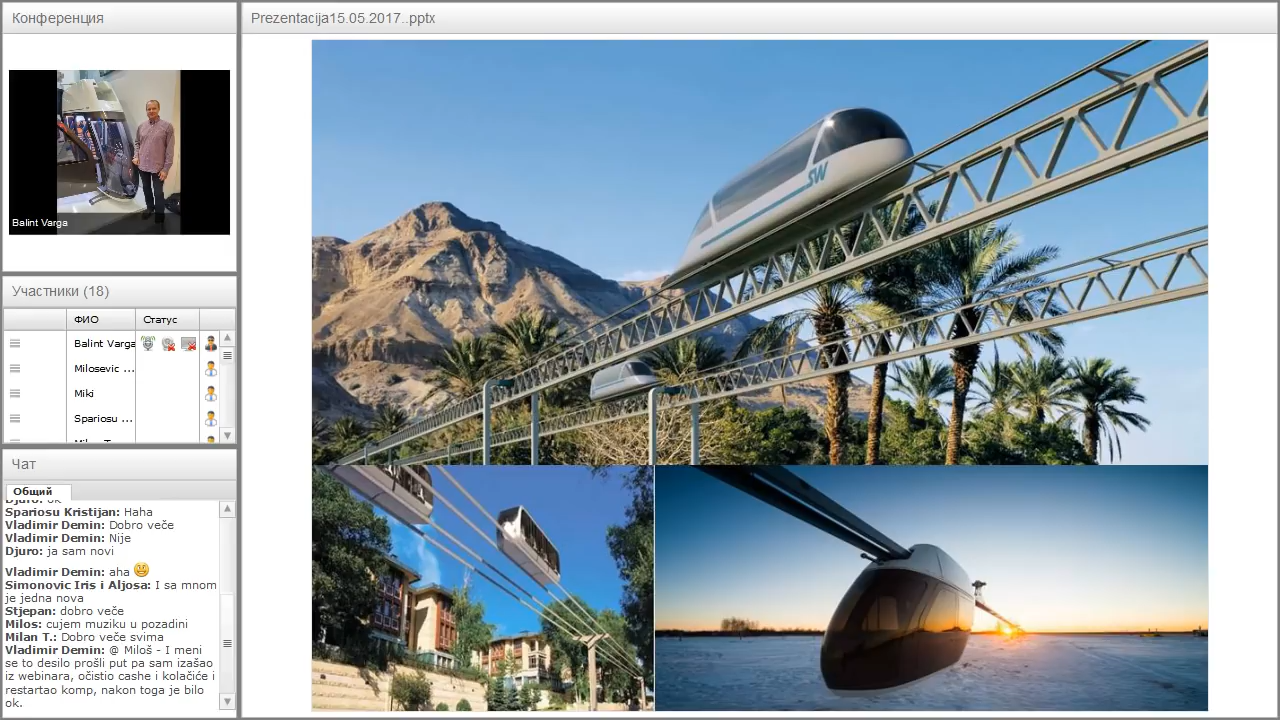 Конференция
Balint Varga
Участники (18)
ФИО
Статус
Balint Varga
Milosevic ...
Miki
Spariosu ...
Чат
Общий
Djuro: ok
Spariosu Kristijan: Haha
Vladimir Demin: Dobro veče
Vladimir Demin: Nije
Djuro: ja sam novi
Vladimir Demin: aha
Simonovic Iris i Aljosa: I sa mnom
je jedna nova
Stjepan: dobro veče
Milos: cujem muziku u pozadini
Milan T.: Dobo veče svima
Vladimir Demin: @ Miloš - I meni
se to desilo prošli put pa sam izašao
iz webinara, očistio cashe i kolačiće i
restartirao komp, nakon toga je bilo
ok.
Prezentacija15.05.2017..pptx
SW